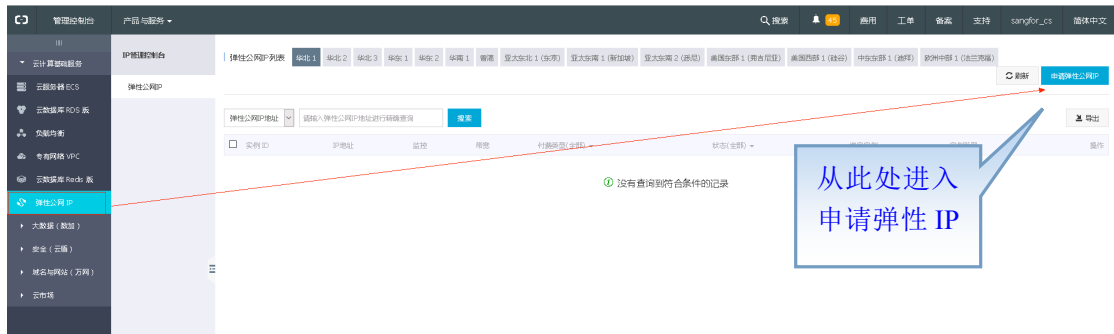 管理控制台 产品与服务 搜索 45 费用 工单 备案 支持 sangfor_cs 简体中文
云计算基础服务
云服务器 ECS
云数据库 RDS 版
负载均衡
专有网络 VPC
云数据库 Redis 版
弹性公网 IP
大数据（数加）
安全（云盾）
域名与网站（万网）
云市场
IP管理控制台
弹性公网IP
弹性公网IP列表 华北 1 华北 2 华北 3 华东 1 华东 2 华南 1 香港 亚太东北 1 (东京) 亚太东南 1 (新加坡) 亚太东南 2 (悉尼) 美国东部 1 (弗吉尼亚) 美国西部 1 (硅谷) 中东东部 1 (迪拜) 欧洲中部 1 (法兰克福)
刷新 申请弹性公网IP
弹性公网IP地址 请输入弹性公网IP地址进行精确查询 搜索 导出
实例 ID IP地址 监控 带宽 付费类型(全部) 状态(全部) 操作
没有查询到符合条件的记录
从此处进入
申请弹性 IP